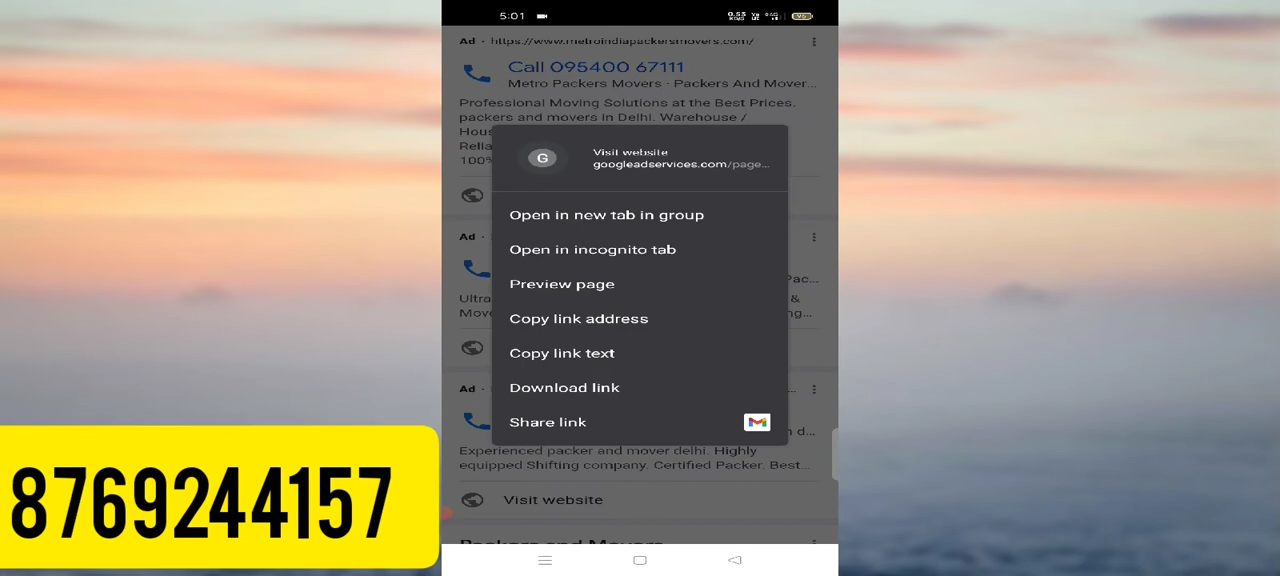 5:01
Ad · https://www.metroindiapackersmovers.com/
Call 095400 67111
Metro Packers Movers - Packers And Mover...
Professional Moving Solutions at the Best Prices.
packers and movers in Delhi. Warehouse /
Visit website
googleadservices.com/page...
100%
Open in new tab in group
Ad ·
Open in incognito tab
Preview page
Copy link address
Copy link text
Ad
Download link
Share link
Experienced packer and mover delhi. Highly
equipped Shifting company. Certified Packer. Best...
Visit website
Packers and Movers
8769244157